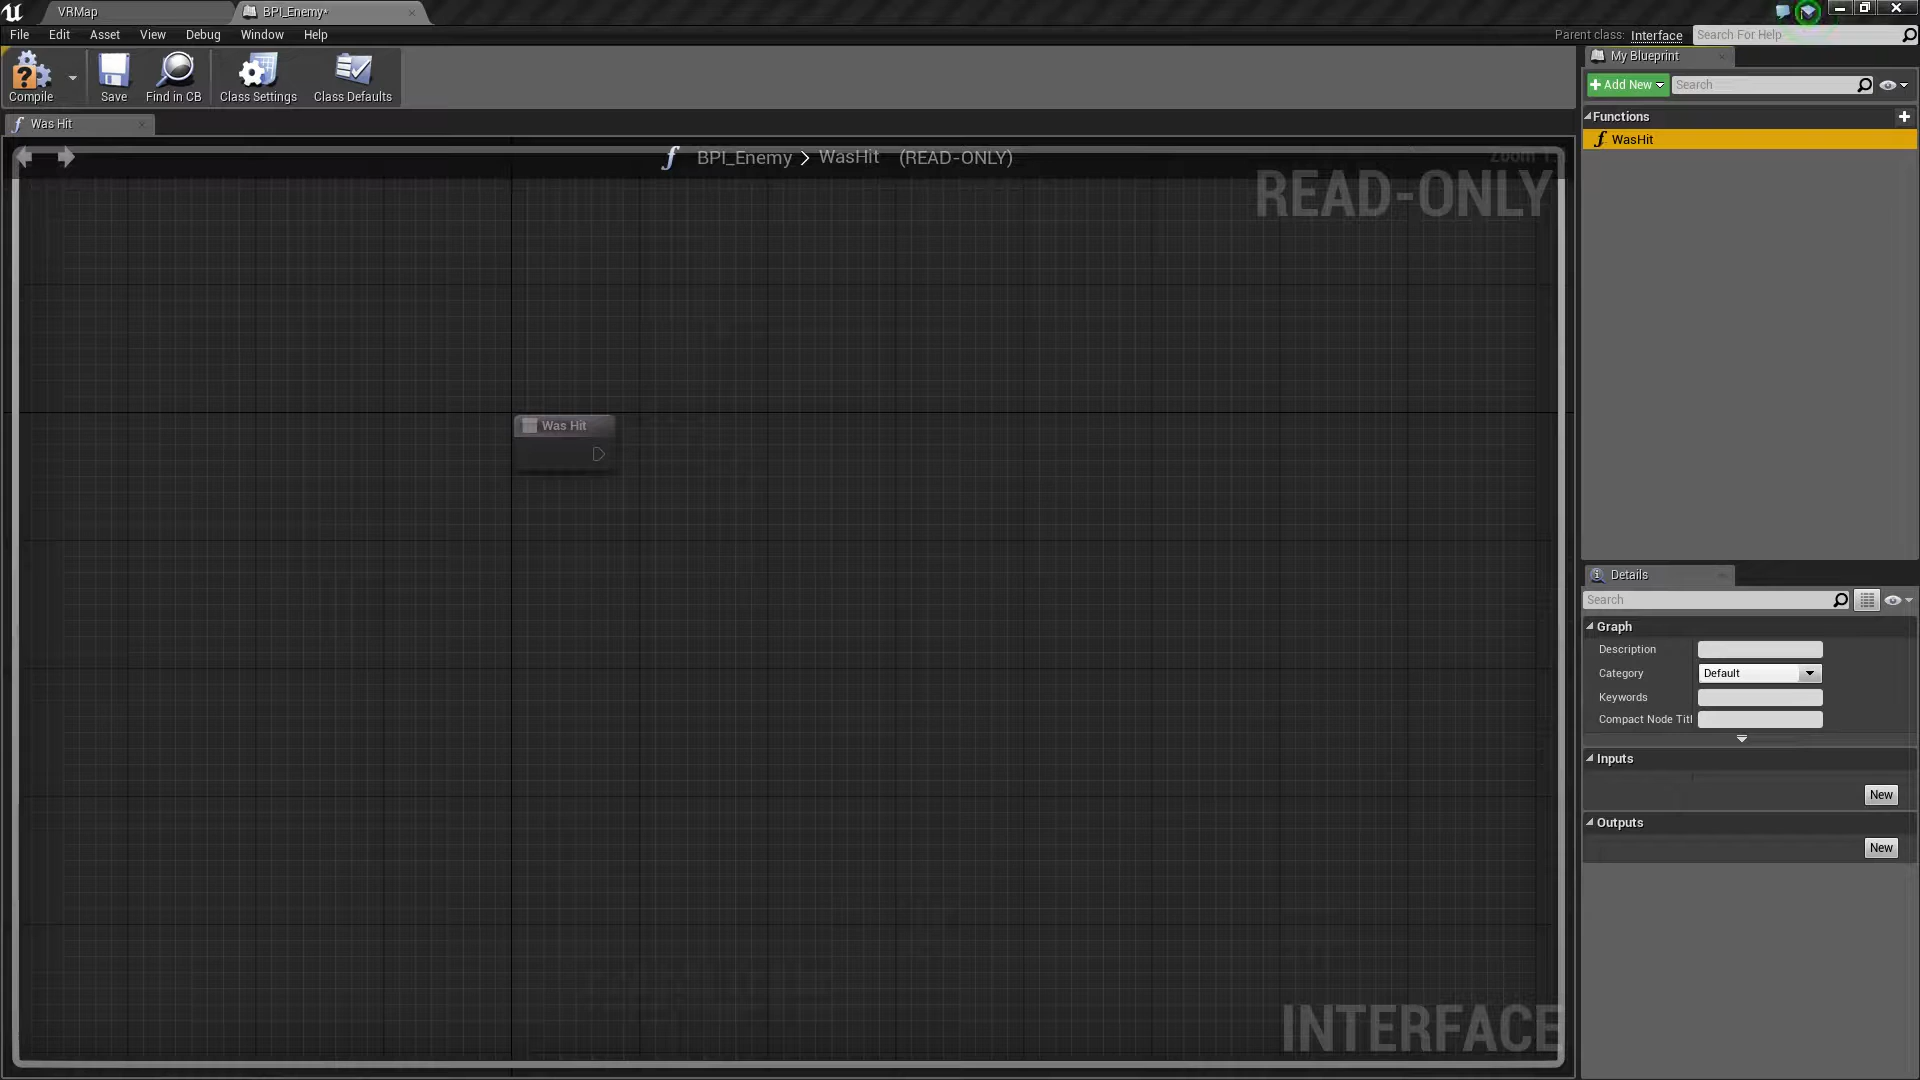 VRMap
BPI_Enemy*
File Edit Asset View Debug Window Help
Parent class: Interface
Search For Help
Compile
Save
Find in CB
Class Settings
Class Defaults
My Blueprint
Add New
Search
Was Hit
Functions
WasHit
BPI_Enemy > WasHit (READ-ONLY)
READ-ONLY
Was Hit
Details
Search
Graph
Description
Category Default
Keywords
Compact Node Titl
Inputs
New
Outputs
New
INTERFACE